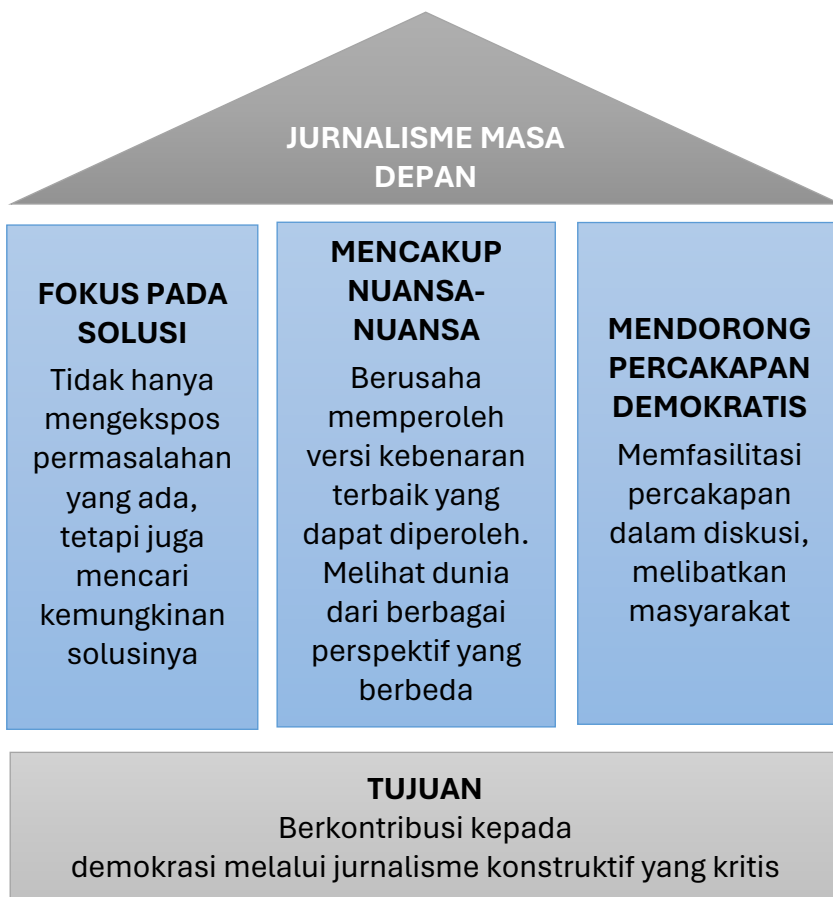 JURNALISME MASA
DEPAN
FOKUS PADA
SOLUSI
Tidak hanya
mengekspos
permasalahan
yang ada,
tetapi juga
mencari
kemungkinan
solusinya
MENCAKUP
NUANSA-
NUANSA
Berusaha
memperoleh
versi kebenaran
terbaik yang
dapat diperoleh.
Melihat dunia
dari berbagai
perspektif yang
berbeda
MENDORONG
PERCAKAPAN
DEMOKRATIS
Memfasilitasi
percakapan
dalam diskusi,
melibatkan
masyarakat
TUJUAN
Berkontribusi kepada
demokrasi melalui jurnalisme konstruktif yang kritis